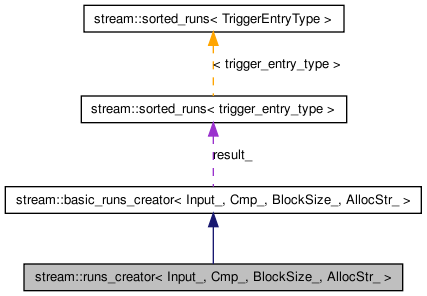 stream::sorted_runs< TriggerEntryType >
< trigger_entry_type >
stream::sorted_runs< trigger_entry_type >
result_
stream::basic_runs_creator< Input_, Cmp_, BlockSize_, AllocStr_ >
stream::runs_creator< Input_, Cmp_, BlockSize_, AllocStr_ >